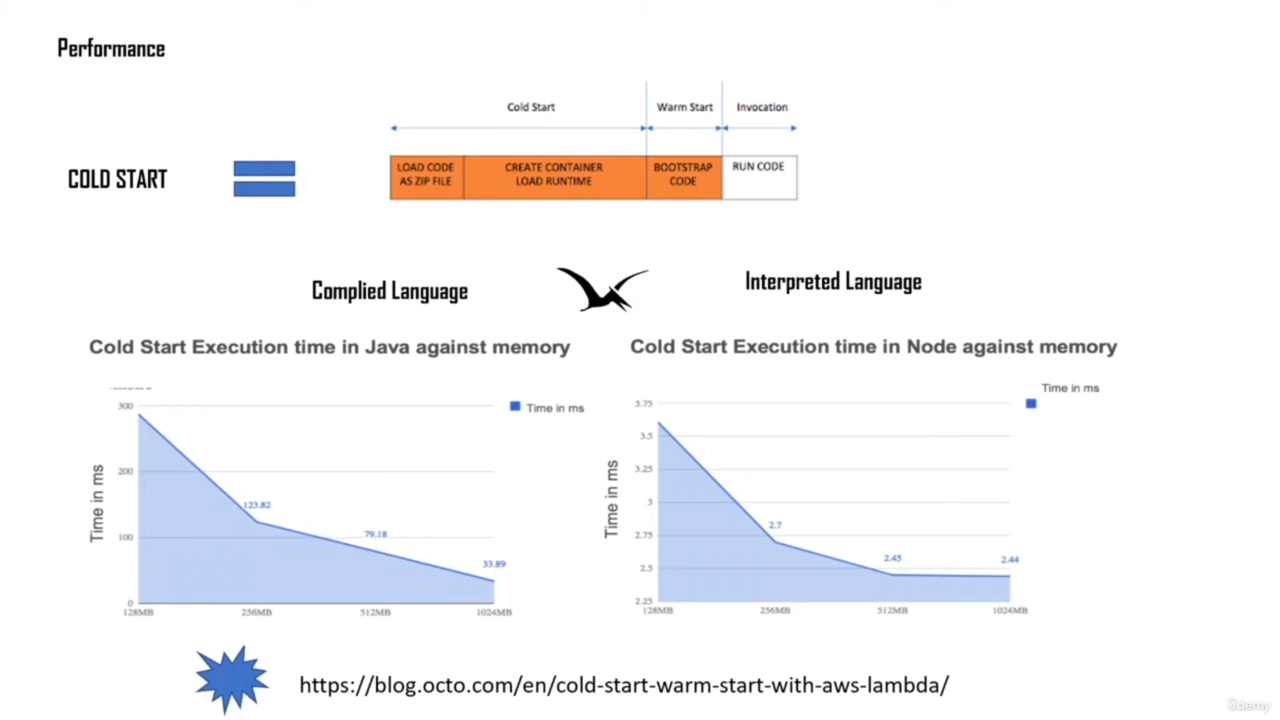 Performance
Cold Start
Warm Start
Invocation
COLD START
LOAD CODE
AS ZIP FILE
CREATE CONTAINER
LOAD RUNTIME
BOOTSTRAP
CODE
RUN CODE
Complied Language
Interpreted Language
Cold Start Execution time in Java against memory
Time in ms
Time in ms
300
200
100
0
123.82
79.18
33.89
128MB
256MB
512MB
1024MB
Cold Start Execution time in Node against memory
Time in ms
Time in ms
3.75
3.5
3.25
3
2.75
2.5
2.25
2.7
2.45
2.44
128MB
256MB
512MB
1024MB
https://blog.octo.com/en/cold-start-warm-start-with-aws-lambda/
ûdemy